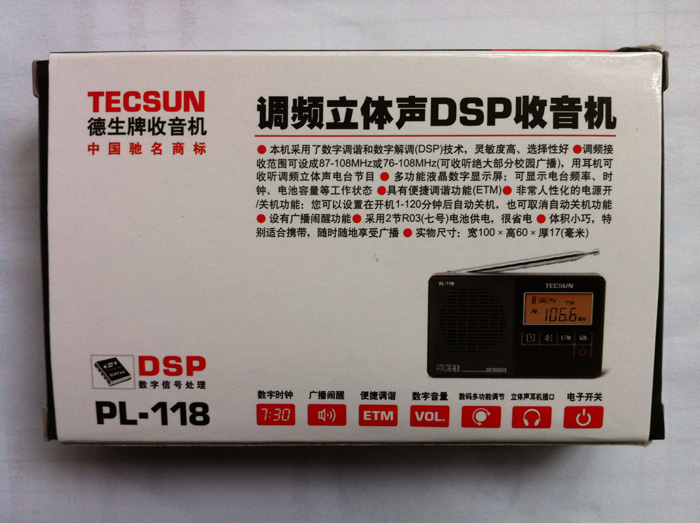 TECSUN
德生牌收音机
中国驰名商标
调频立体声DSP收音机
●本机采用了数字调谐和数字解调(DSP)技术，灵敏度高、选择性好●调频接
收范围可设成87-108MHz或76-108MHz(可收听绝大部分校园广播)，用耳机可
收听调频立体声电台节目●多功能液晶数字显示屏：可显示电台频率、时
钟、电池容量等工作状态●具有便捷调谐功能(ETM)●非常人性化的电源开
/关机功能：您可以设置在开机1-120分钟后自动关机，也可取消自动关机功能
●设有广播闹醒功能●采用2节R03(七号)电池供电，很省电●体积小巧，特
别适合携带，随时随地享受广播●实物尺寸：宽100×高60×厚17(毫米)
PL-118
TECSUN
FM
106.6
MHz
ETM
VOL
DSP
数字信号处理
PL-118
数字时钟
广播闹醒
便捷调谐
数字音量
数码多功能调节
立体声耳机插口
电子开关
7:30
ETM
VOL.